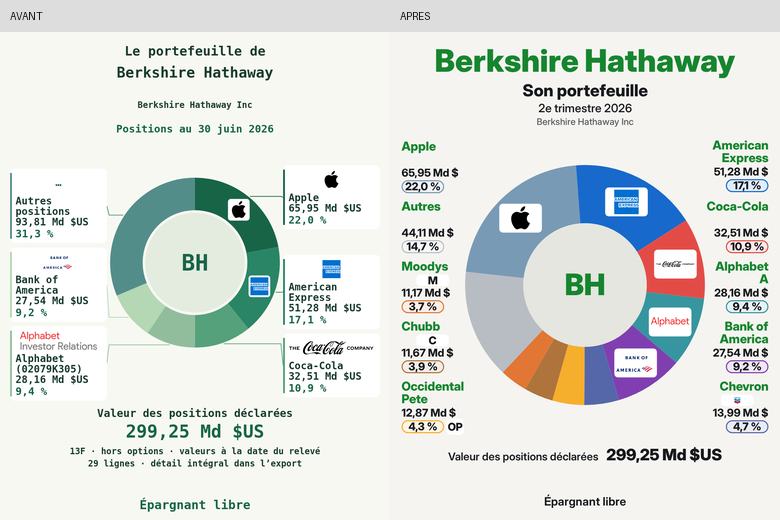 AVANT
Le portefeuille de
Berkshire Hathaway
Berkshire Hathaway Inc
Positions au 30 juin 2026
...
Autres
positions
93,81 Md $US
31,3 %
BANK OF
AMERICA
Bank of
America
27,54 Md $US
9,2 %
Alphabet
Investor Relations
Alphabet
(02079K305)
28,16 Md $US
9,4 %
BH
AMERICAN
EXPRESS
Apple
65,95 Md $US
22,0 %
AMERICAN
EXPRESS
American
Express
51,28 Md $US
17,1 %
THE Coca-Cola COMPANY
Coca-Cola
32,51 Md $US
10,9 %
Valeur des positions déclarées
299,25 Md $US
13F · hors options · valeurs à la date du relevé
29 lignes · détail intégral dans l’export
Épargnant libre
APRES
Berkshire Hathaway
Son portefeuille
2e trimestre 2026
Berkshire Hathaway Inc
Apple
65,95 Md $
22,0 %
Autres
44,11 Md $
14,7 %
Moodys
M
11,17 Md $
3,7 %
Chubb
C
11,67 Md $
3,9 %
Occidental
Pete
12,87 Md $
4,3 %
OP
AMERICAN
EXPRESS
THE Coca-Cola COMPANY
Alphabet
BANK OF
AMERICA
BH
American
Express
51,28 Md $
17,1 %
Coca-Cola
32,51 Md $
10,9 %
Alphabet
A
28,16 Md $
9,4 %
Bank of
America
27,54 Md $
9,2 %
Chevron
13,99 Md $
4,7 %
Valeur des positions déclarées 299,25 Md $US
Épargnant libre